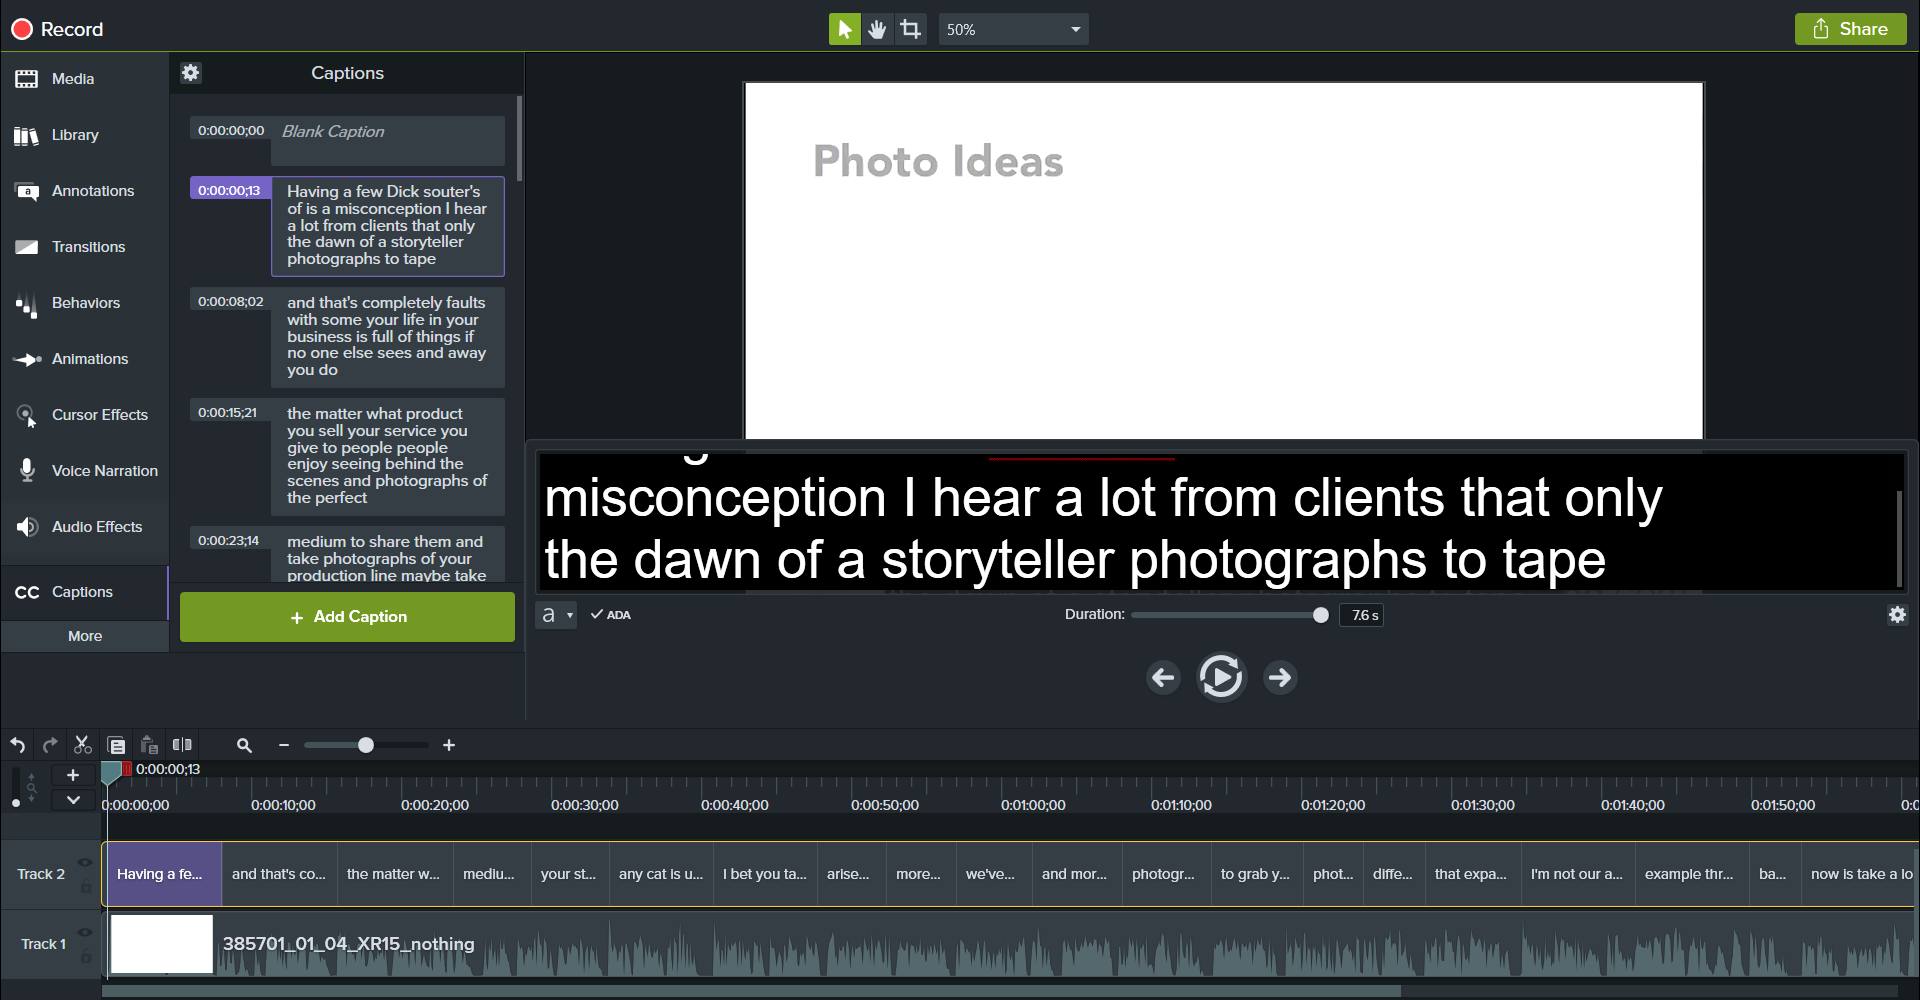 Record
50%
Share
Media
Library
Annotations
Transitions
Behaviors
Animations
Cursor Effects
Voice Narration
Audio Effects
CC Captions
More
Captions
0:00:00;00 Blank Caption
0:00:00;13 Having a few Dick souter's
of is a misconception I hear
a lot from clients that only
the dawn of a storyteller
photographs to tape
0:00:08;02 and that's completely faults
with some your life in your
business is full of things if
no one else sees and away
you do
0:00:15;21 the matter what product
you sell your service you
give to people people
enjoy seeing behind the
scenes and photographs of
the perfect
0:00:23;14 medium to share them and
take photographs of your
production line maybe take
+ Add Caption
Photo Ideas
misconception I hear a lot from clients that only
the dawn of a storyteller photographs to tape
a ADA Duration: 7.6 s
0:00:00;13
0:00:00;00 0:00:10;00 0:00:20;00 0:00:30;00 0:00:40;00 0:00:50;00 0:01:00;00 0:01:10;00 0:01:20;00 0:01:30;00 0:01:40;00 0:01:50;00
Track 2 Having a fe... and that's co... the matter w... mediu... your st... any cat is u... I bet you ta... arise... more... we've... and mor... photogr... to grab y... phot... diffe... that expa... I'm not our a... example thr... ba... now is take a lo
Track 1 385701_01_04_XR15_nothing